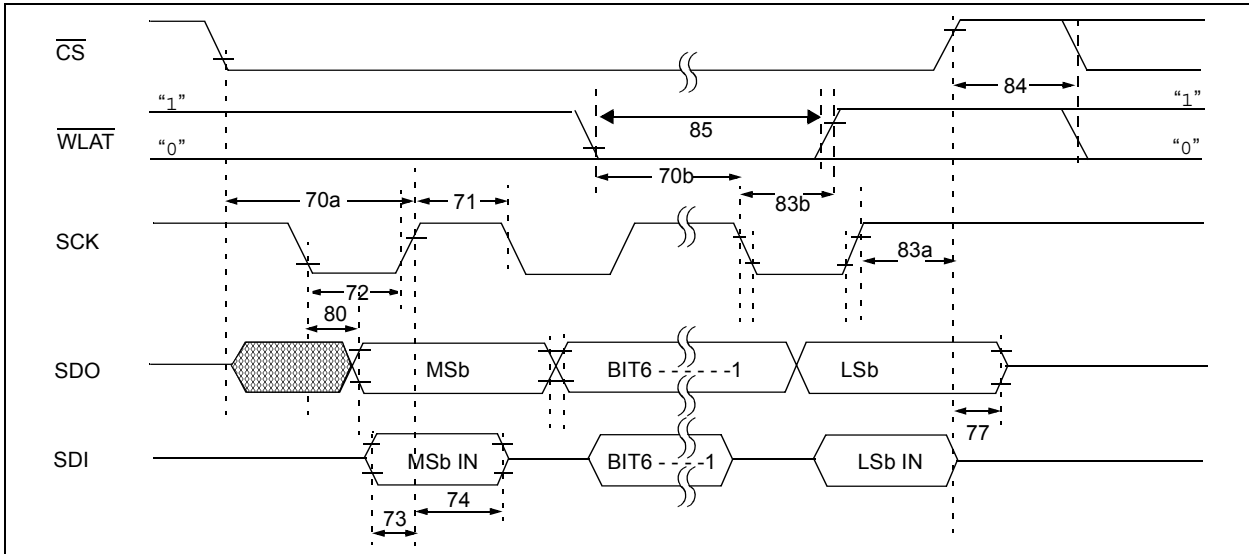 CS
84
“1”
“1”
85
WLAT
“0”
“0”
70b
70a
71
83b
SCK
83a
72
80
SDO
MSb
BIT6 - - - - - -1
LSb
77
SDI
MSb IN
BIT6 - - - - -1
LSb IN
74
73